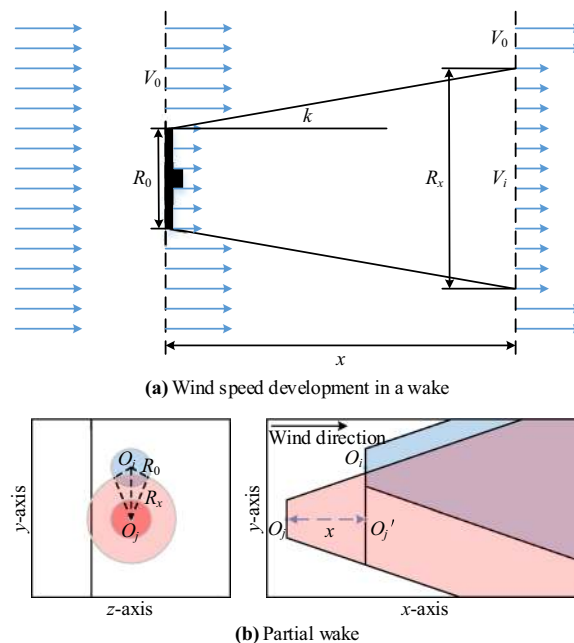 V₀ V₀
k
R₀ Rₓ Vᵢ
x
(a) Wind speed development in a wake
Wind direction
y-axis Oᵢ R₀ Rₓ Oⱼ
y-axis Oᵢ Oⱼ x Oⱼ'
z-axis x-axis
(b) Partial wake